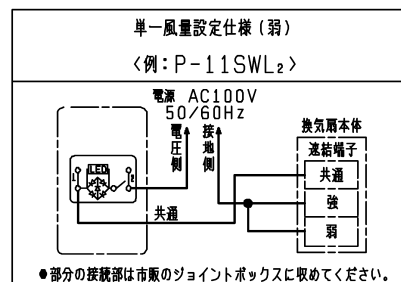 単一風量設定仕様（弱）
〈例：P-11SWL₂〉
電源 AC100V
50/60Hz
電圧側
接地側
換気扇本体
速結端子
共通
強
弱
LED
1
2
共通
●部分の接続部は市販のジョイントボックスに収めてください。